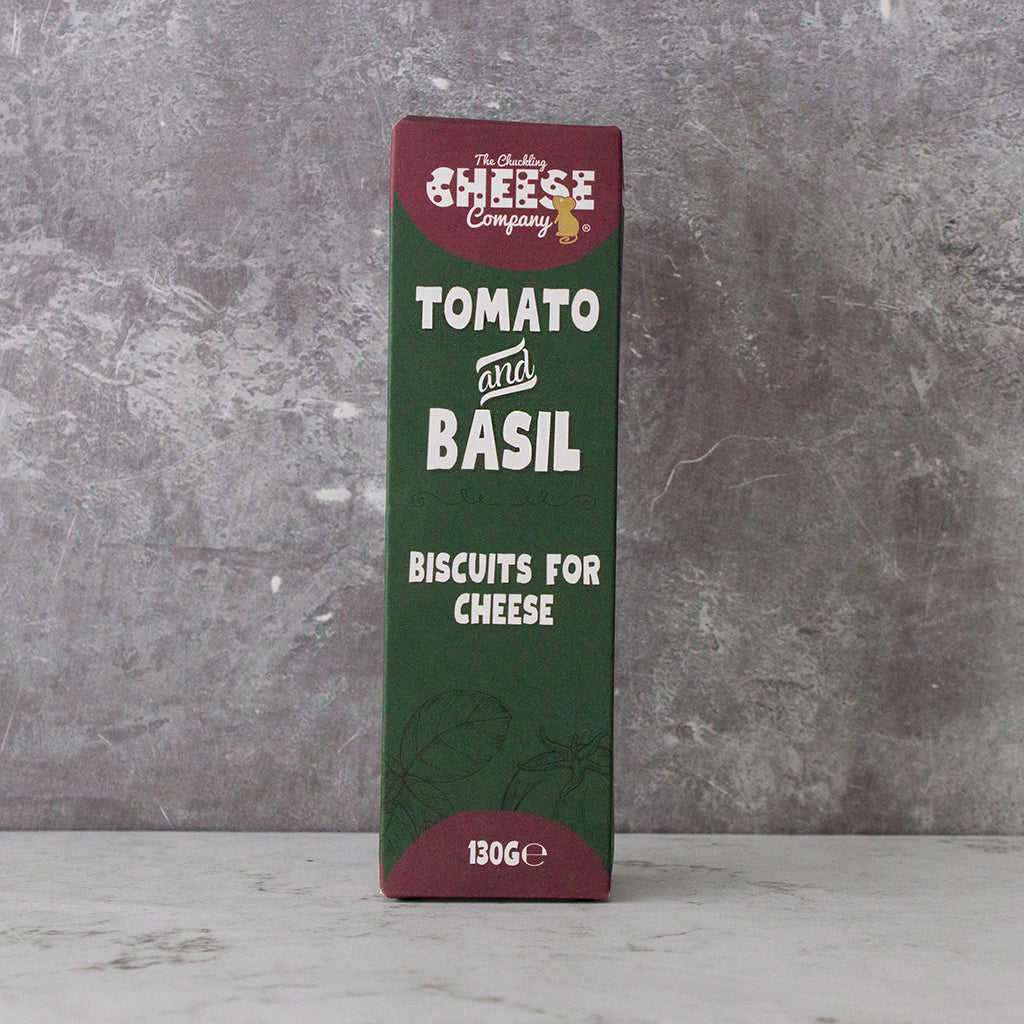 The Chuckling
CHEESE
Company ®
TOMATO
and
BASIL
BISCUITS FOR
CHEESE
130G℮